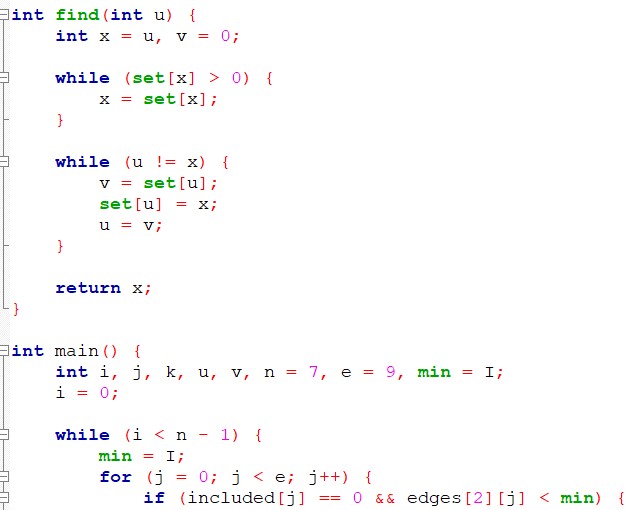 int find(int u) {
    int x = u, v = 0;
    while (set[x] > 0) {
        x = set[x];
    }
    while (u != x) {
        v = set[u];
        set[u] = x;
        u = v;
    }
    return x;
}
int main() {
    int i, j, k, u, v, n = 7, e = 9, min = I;
    i = 0;
    while (i < n - 1) {
        min = I;
        for (j = 0; j < e; j++) {
            if (included[j] == 0 && edges[2][j] < min) {